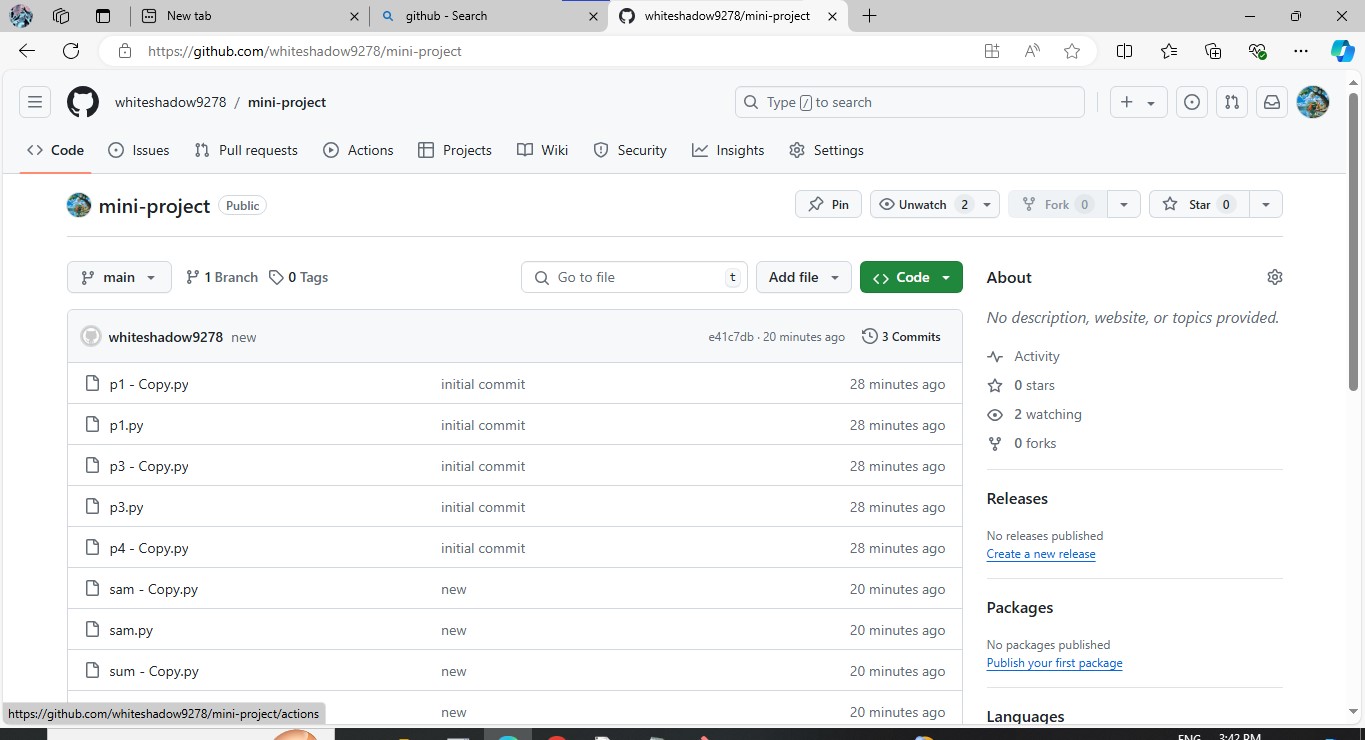 New tab
github - Search
whiteshadow9278/mini-project
https://github.com/whiteshadow9278/mini-project
whiteshadow9278 / mini-project
Type / to search
Code Issues Pull requests Actions Projects Wiki Security Insights Settings
mini-project Public
Pin Unwatch 2 Fork 0 Star 0
main 1 Branch 0 Tags Go to file t Add file Code
whiteshadow9278 new e41c7db · 20 minutes ago 3 Commits
p1 - Copy.py initial commit 28 minutes ago
p1.py initial commit 28 minutes ago
p3 - Copy.py initial commit 28 minutes ago
p3.py initial commit 28 minutes ago
p4 - Copy.py initial commit 28 minutes ago
sam - Copy.py new 20 minutes ago
sam.py new 20 minutes ago
sum - Copy.py new 20 minutes ago
new 20 minutes ago
About
No description, website, or topics provided.
Activity
0 stars
2 watching
0 forks
Releases
No releases published
Create a new release
Packages
No packages published
Publish your first package
Languages
https://github.com/whiteshadow9278/mini-project/actions
ENG 3:42 PM